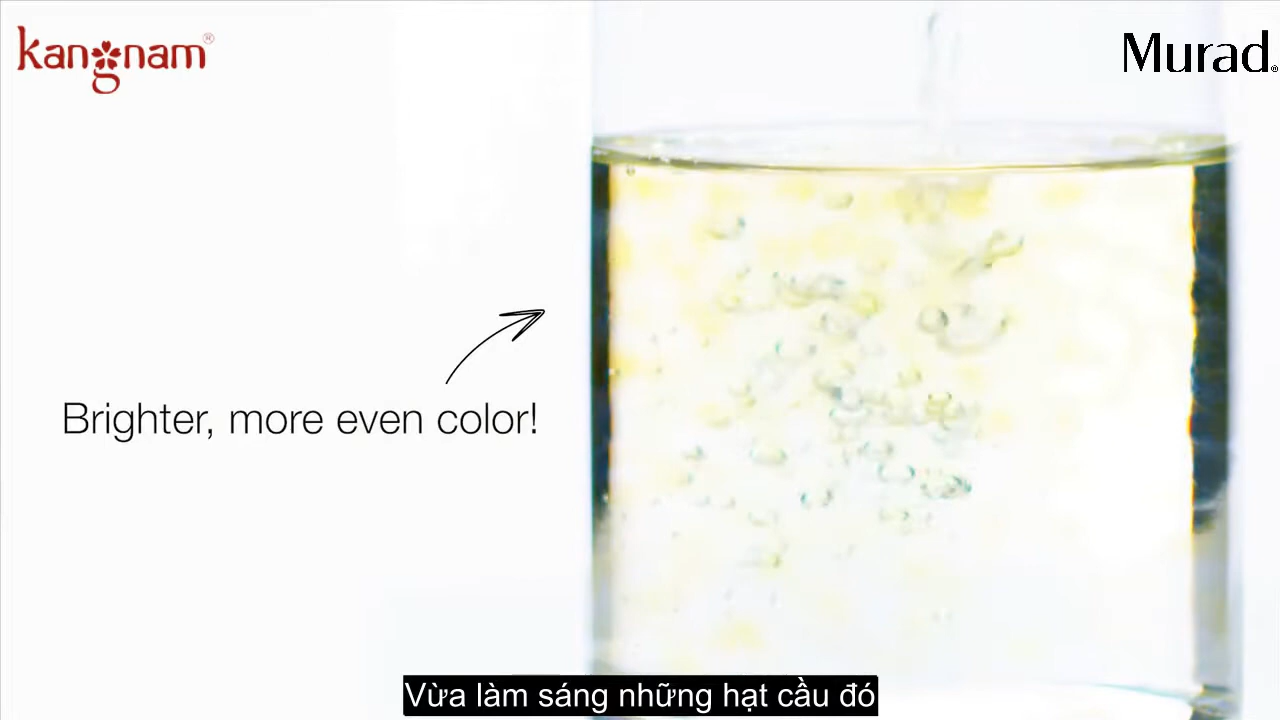 kangnam®
Murad®
Brighter, more even color!
Vừa làm sáng những hạt cầu đó